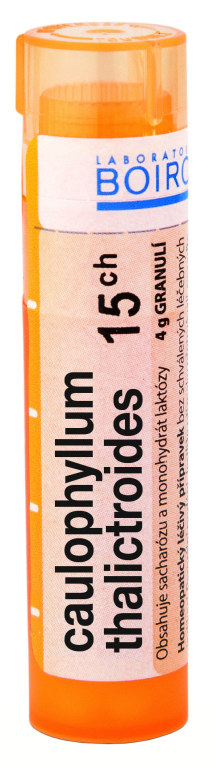 LABORATO
BOIRO
caulophyllum
thalictroides 15 ch
4 g GRANULÍ
Obsahuje sacharózu a monohydrát laktózy
Homeopatický léčivý přípravek bez schválených léčebných